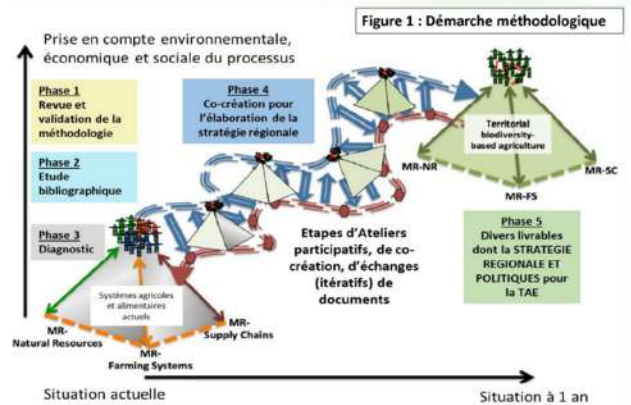 Figure 1 : Démarche méthodologique
Prise en compte environnementale,
économique et sociale du processus
Phase 1
Revue et
validation de la
méthodologie
Phase 2
Etude
bibliographique
Phase 3
Diagnostic
Phase 4
Co-création pour
l'élaboration de la
stratégie régionale
Territorial
biodiversity-
based agriculture
MR-NR
MR-FS
MR-SC
Etapes d'Ateliers
participatifs, de co-
création, d'échanges
(itératifs) de
documents
Phase 5
Divers livrables
dont la STRATEGIE
REGIONALE ET
POLITIQUES pour
la TAE
Systèmes agricoles
et alimentaires
actuels
MR-
Natural Resources
MR-
Farming Systems
MR-
Supply Chains
Situation actuelle
Situation à 1 an